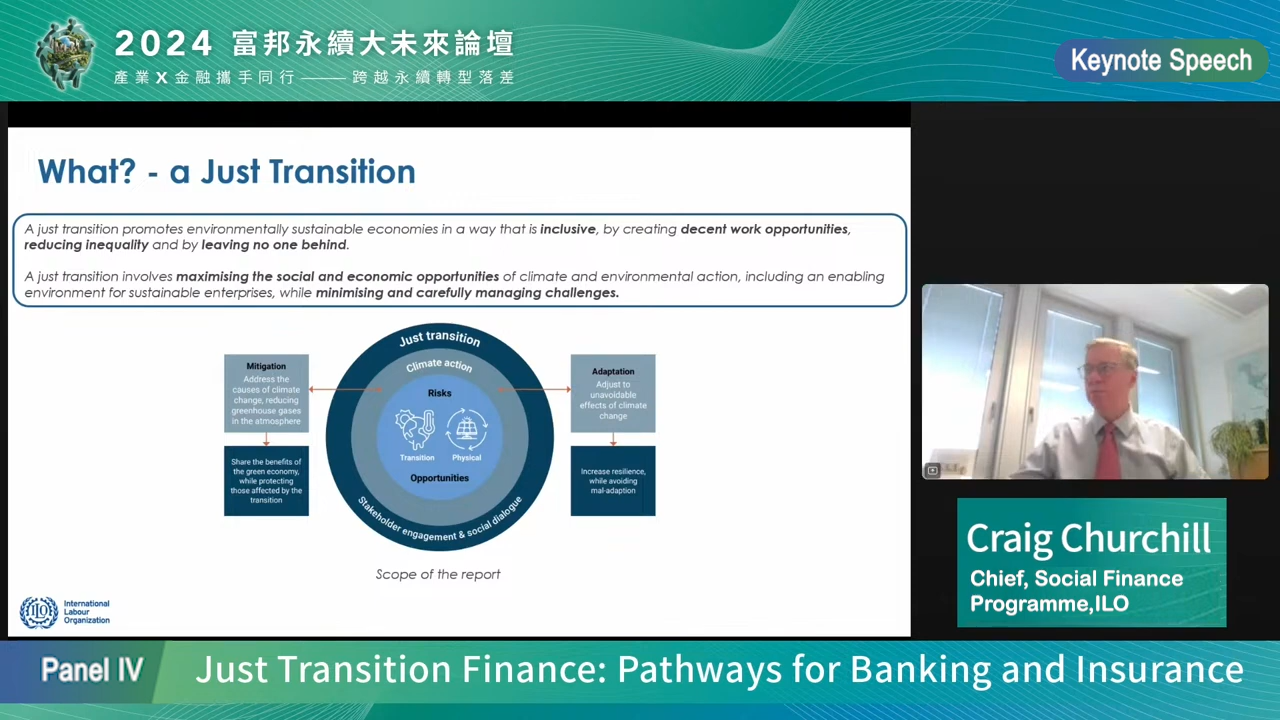 2024 富邦永續大未來論壇
產業X金融攜手同行——跨越永續轉型落差
Keynote Speech
What? - a Just Transition
A just transition promotes environmentally sustainable economies in a way that is inclusive, by creating decent work opportunities,
reducing inequality and by leaving no one behind.
A just transition involves maximising the social and economic opportunities of climate and environmental action, including an enabling
environment for sustainable enterprises, while minimising and carefully managing challenges.
Mitigation
Address the
causes of climate
change, reducing
greenhouse gases
in the atmosphere
Share the benefits of
the green economy,
while protecting
those affected by the
transition
Just transition
Climate action
Risks
Transition
Physical
Opportunities
Stakeholder engagement & social dialogue
Adaptation
Adjust to
unavoidable
effects of climate
change
Increase resilience,
while avoiding
mal-adaption
Scope of the report
ILO
International
Labour
Organization
Craig Churchill
Chief, Social Finance
Programme,ILO
Panel IV
Just Transition Finance: Pathways for Banking and Insurance